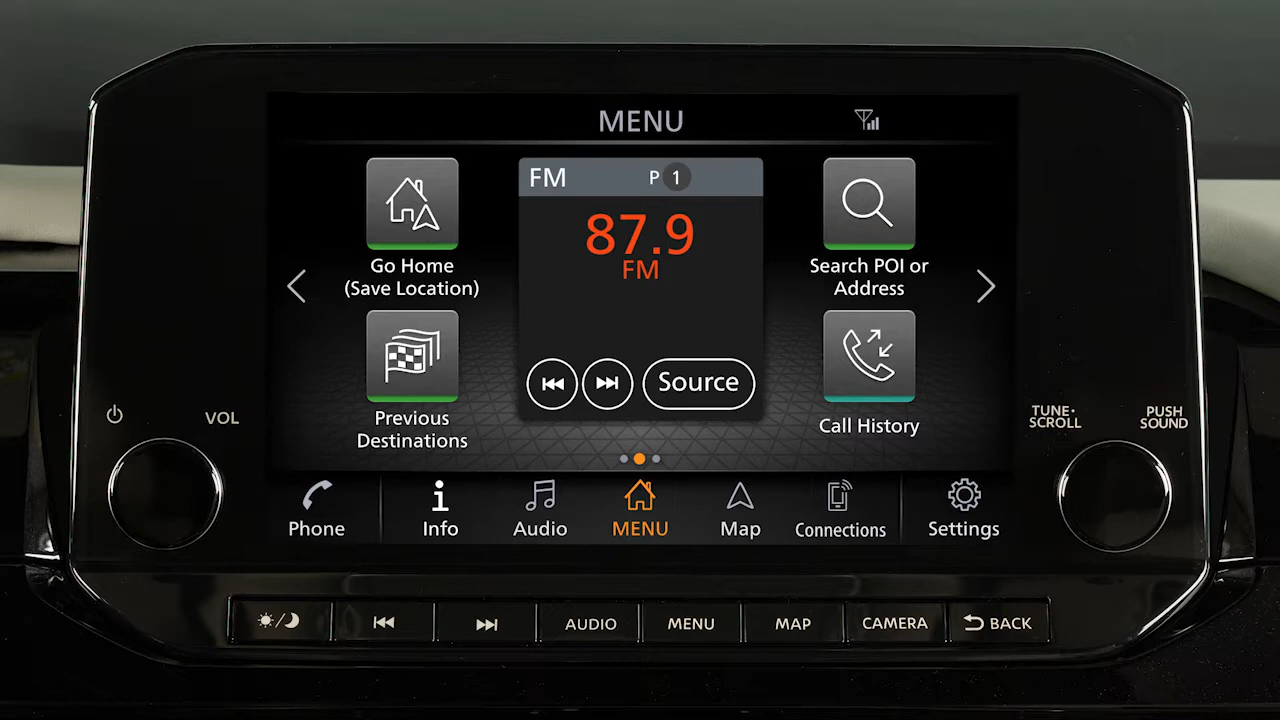 MENU
FM P 1
87.9
FM
Go Home
(Save Location)
Search POI or
Address
Previous
Destinations
Source
Call History
VOL
TUNE·
SCROLL
PUSH
SOUND
Phone
Info
Audio
MENU
Map
Connections
Settings
AUDIO
MENU
MAP
CAMERA
BACK